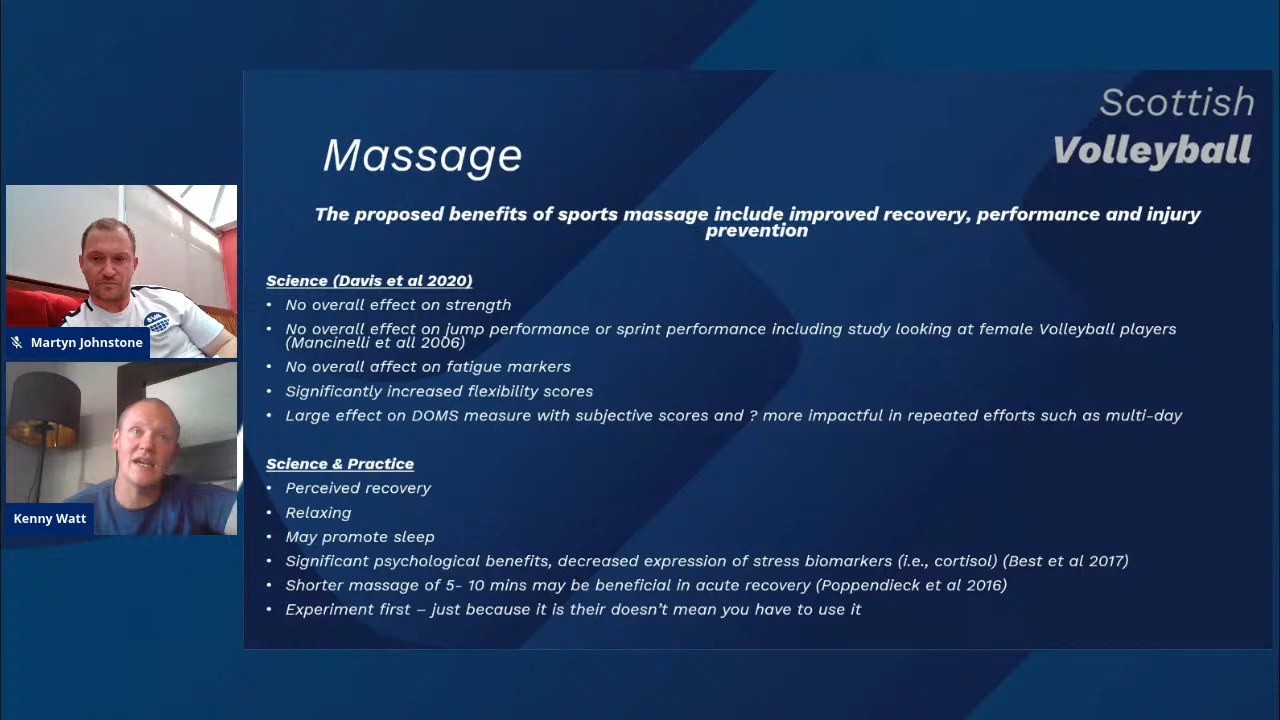 Scottish
Volleyball
Massage
The proposed benefits of sports massage include improved recovery, performance and injury
prevention
Science (Davis et al 2020)
• No overall effect on strength
• No overall effect on jump performance or sprint performance including study looking at female Volleyball players
(Mancinelli et all 2006)
• No overall affect on fatigue markers
• Significantly increased flexibility scores
• Large effect on DOMS measure with subjective scores and ? more impactful in repeated efforts such as multi-day
Science & Practice
• Perceived recovery
• Relaxing
• May promote sleep
• Significant psychological benefits, decreased expression of stress biomarkers (i.e., cortisol) (Best et al 2017)
• Shorter massage of 5- 10 mins may be beneficial in acute recovery (Poppendieck et al 2016)
• Experiment first – just because it is their doesn’t mean you have to use it
SVA
Martyn Johnstone
Kenny Watt